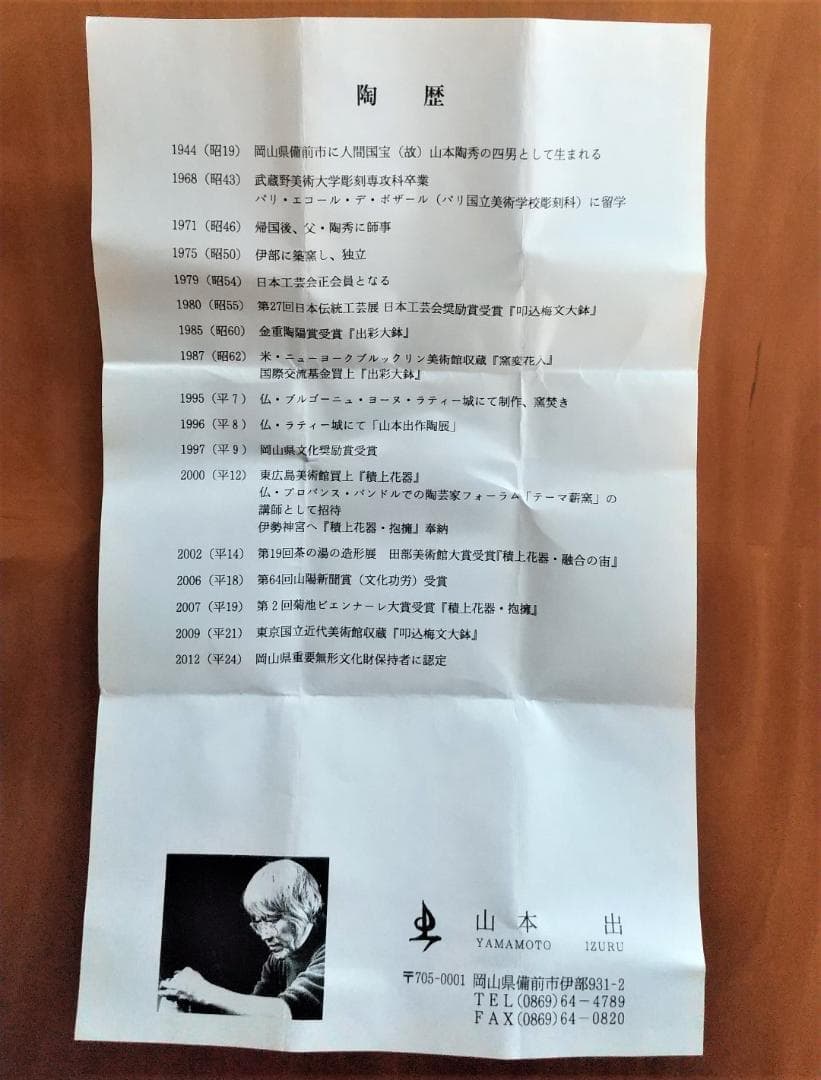 陶 歴
1944（昭19） 岡山県備前市に人間国宝（故）山本陶秀の四男として生まれる
1968（昭43） 武蔵野美術大学彫刻専攻科卒業
パリ・エコール・デ・ボザール（パリ国立美術学校彫刻科）に留学
1971（昭46） 帰国後、父・陶秀に師事
1975（昭50） 伊部に築窯し、独立
1979（昭54） 日本工芸会正会員となる
1980（昭55） 第27回日本伝統工芸展 日本工芸会奨励賞受賞『叩込梅文大鉢』
1985（昭60） 金重陶陽賞受賞『出彩大鉢』
1987（昭62） 米・ニューヨークブルックリン美術館収蔵『窯変花入』
国際交流基金買上『出彩大鉢』
1995（平７） 仏・ブルゴーニュ・ヨーヌ・ラティー城にて制作、窯焚き
1996（平８） 仏・ラティー城にて「山本出作陶展」
1997（平９） 岡山県文化奨励賞受賞
2000（平12） 東広島美術館買上『積上花器』
仏・プロバンス・バンドルでの陶芸家フォーラム「テーマ薪窯」の
講師として招待
伊勢神宮へ『積上花器・抱擁』奉納
2002（平14） 第19回茶の湯の造形展 田部美術館大賞受賞『積上花器・融合の宙』
2006（平18） 第64回山陽新聞賞（文化功労）受賞
2007（平19） 第２回菊池ビエンナーレ大賞受賞『積上花器・抱擁』
2009（平21） 東京国立近代美術館収蔵『叩込梅文大鉢』
2012（平24） 岡山県重要無形文化財保持者に認定
山本 出
YAMAMOTO IZURU
〒705-0001 岡山県備前市伊部931-2
TEL(0869)64-4789
FAX(0869)64-0820